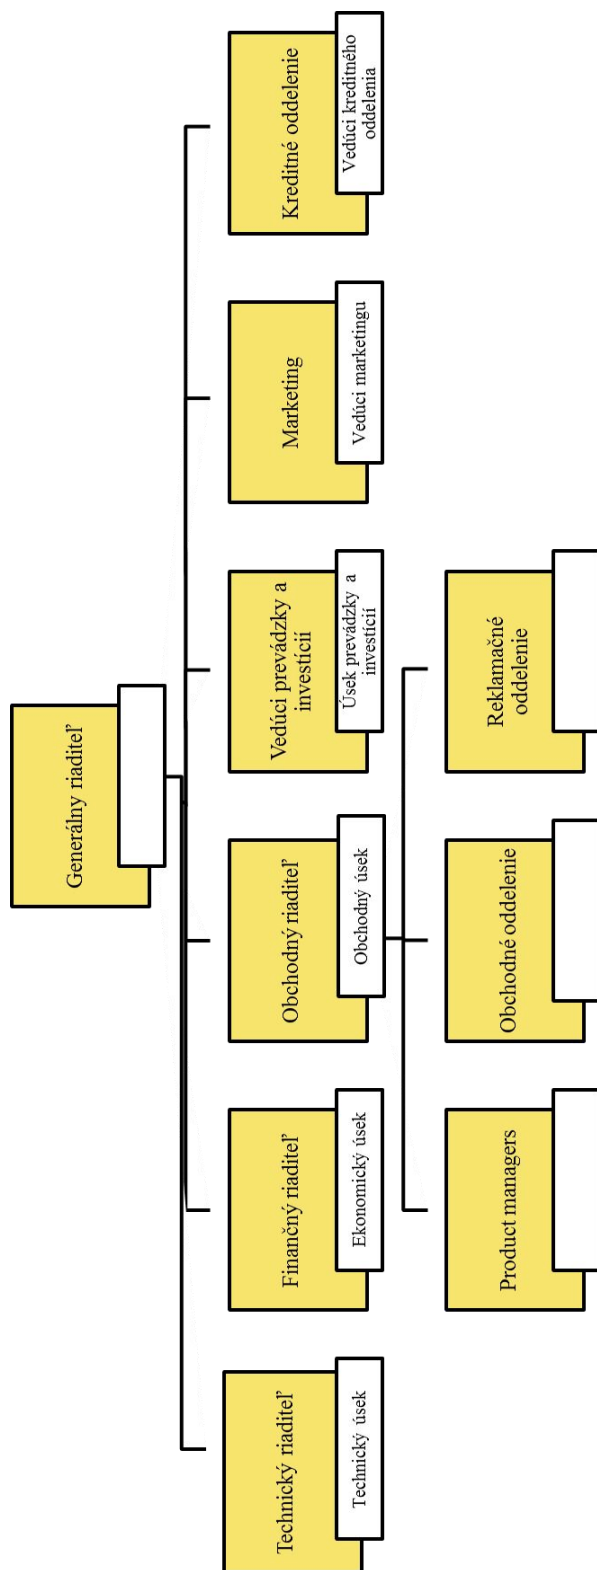 Generálny riaditeľ
Technický riaditeľ
Technický úsek
Finančný riaditeľ
Ekonomický úsek
Obchodný riaditeľ
Obchodný úsek
Vedúci prevádzky a
investícií
Úsek prevádzky a
investícií
Marketing
Vedúci marketingu
Kreditné oddelenie
Vedúci kreditného
oddelenia
Product managers
Obchodné oddelenie
Reklamačné
oddelenie